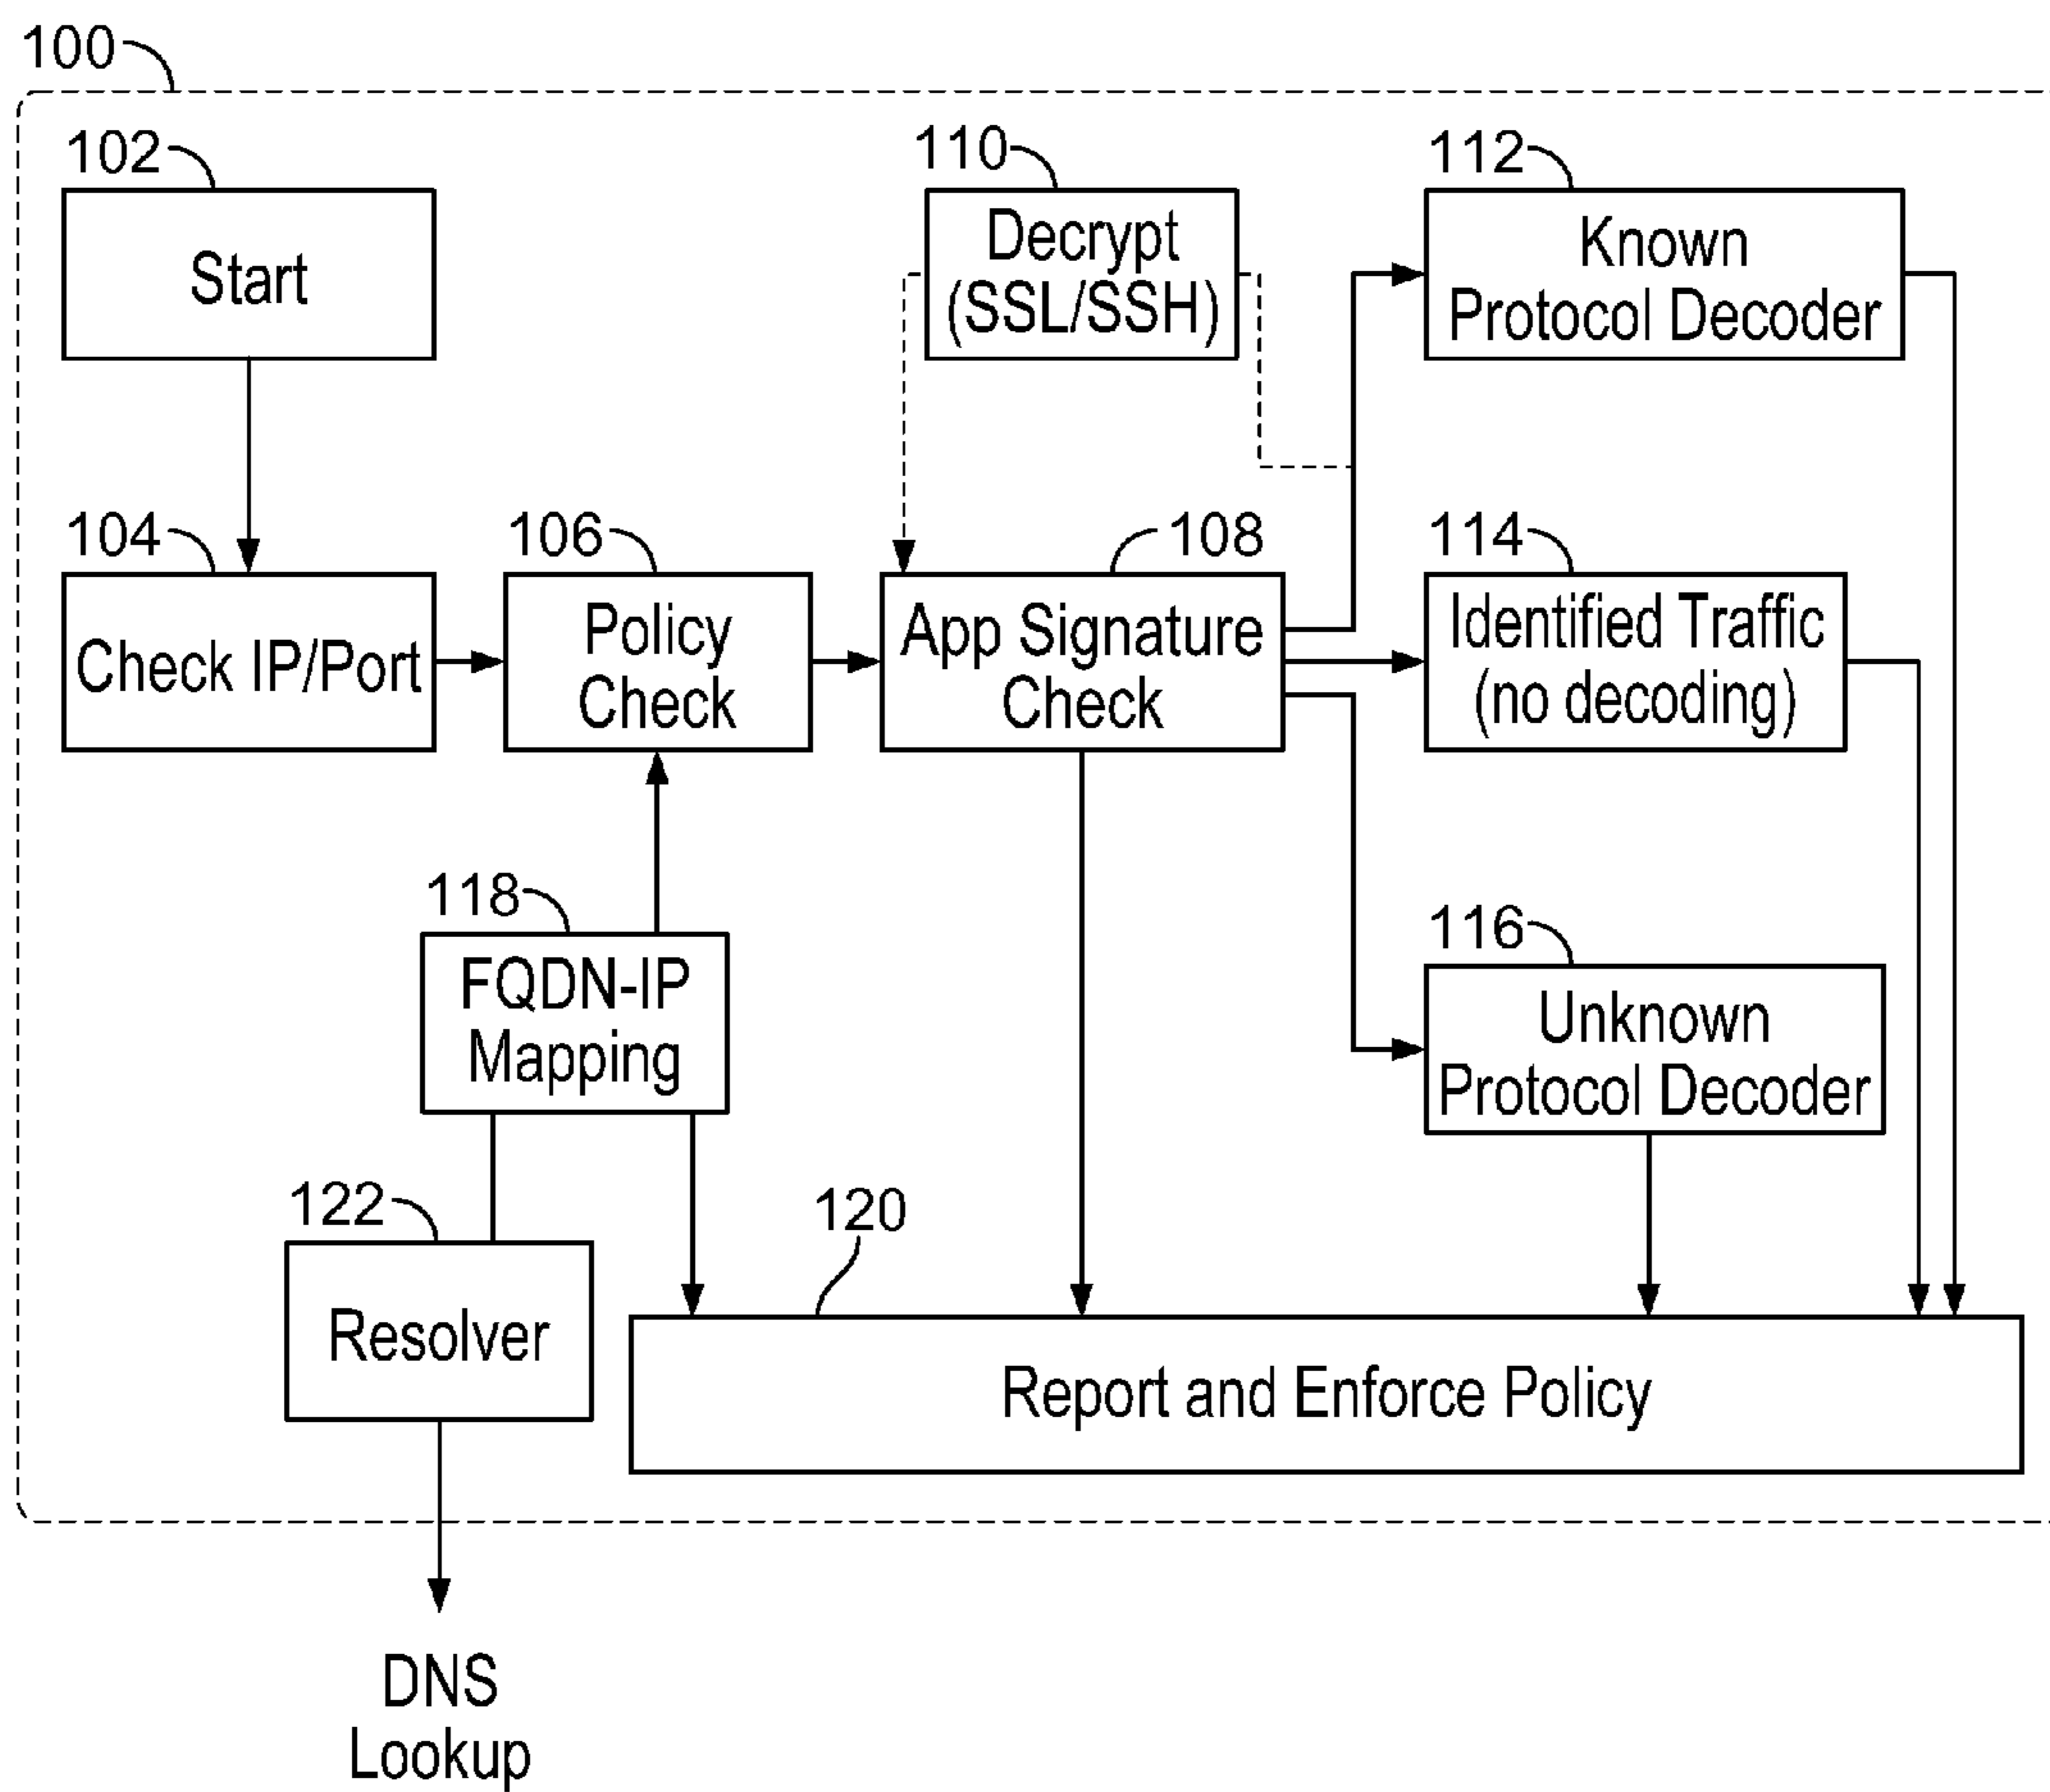 100
102
110
112
Start
Decrypt
(SSL/SSH)
Known
Protocol Decoder
104
106
108
114
Check IP/Port
Policy
Check
App Signature
Check
Identified Traffic
(no decoding)
118
116
FQDN-IP
Mapping
Unknown
Protocol Decoder
122
120
Resolver
Report and Enforce Policy
DNS
Lookup